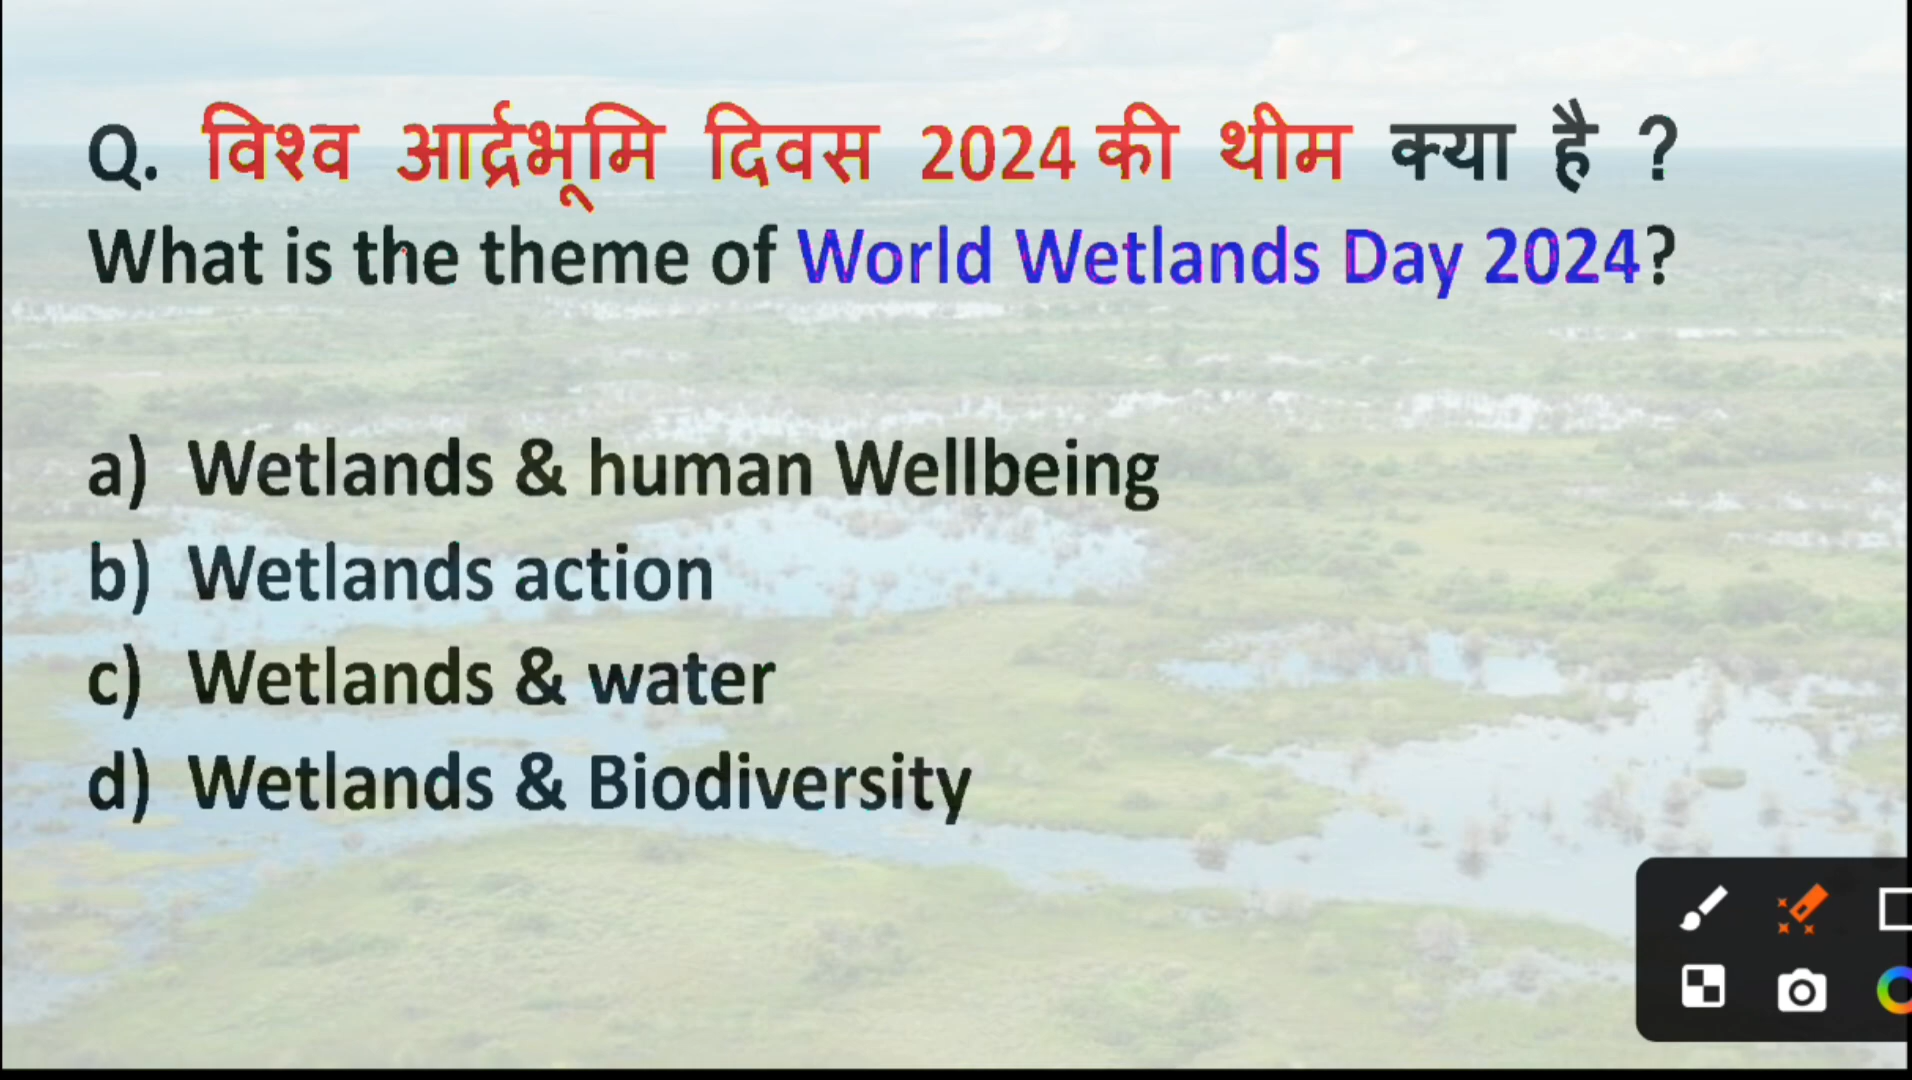 Q. विश्व आर्द्रभूमि दिवस 2024 की थीम क्या है ?
What is the theme of World Wetlands Day 2024?
a) Wetlands & human Wellbeing
b) Wetlands action
c) Wetlands & water
d) Wetlands & Biodiversity